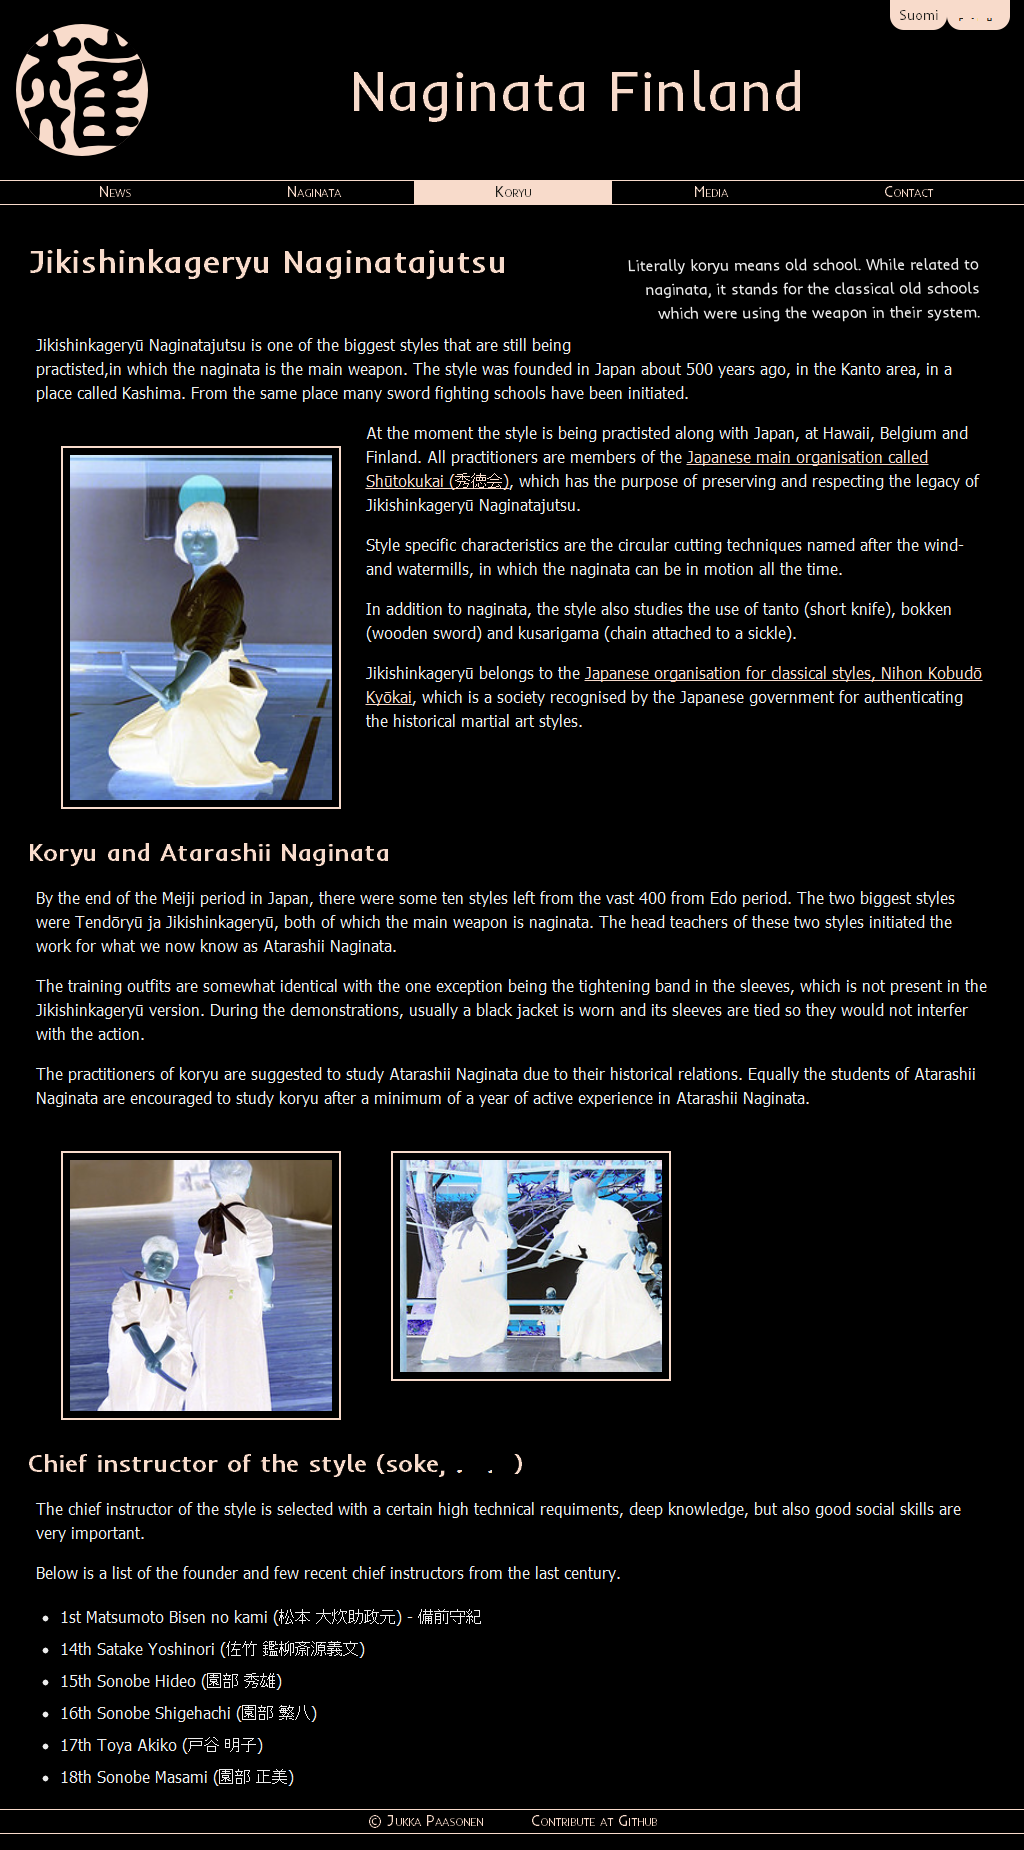 Suomi
Naginata Finland
News Naginata Koryu Media Contact
Jikishinkageryu Naginatajutsu
Literally koryu means old school. While related to
naginata, it stands for the classical old schools
which were using the weapon in their system.
Jikishinkageryū Naginatajutsu is one of the biggest styles that are still being
practisted,in which the naginata is the main weapon. The style was founded in Japan about 500 years ago, in the Kanto area, in a
place called Kashima. From the same place many sword fighting schools have been initiated.
At the moment the style is being practisted along with Japan, at Hawaii, Belgium and
Finland. All practitioners are members of the Japanese main organisation called
Shūtokukai (秀徳会), which has the purpose of preserving and respecting the legacy of
Jikishinkageryū Naginatajutsu.
Style specific characteristics are the circular cutting techniques named after the wind-
and watermills, in which the naginata can be in motion all the time.
In addition to naginata, the style also studies the use of tanto (short knife), bokken
(wooden sword) and kusarigama (chain attached to a sickle).
Jikishinkageryū belongs to the Japanese organisation for classical styles, Nihon Kobudō
Kyōkai, which is a society recognised by the Japanese government for authenticating
the historical martial art styles.
Koryu and Atarashii Naginata
By the end of the Meiji period in Japan, there were some ten styles left from the vast 400 from Edo period. The two biggest styles
were Tendōryū ja Jikishinkageryū, both of which the main weapon is naginata. The head teachers of these two styles initiated the
work for what we now know as Atarashii Naginata.
The training outfits are somewhat identical with the one exception being the tightening band in the sleeves, which is not present in the
Jikishinkageryū version. During the demonstrations, usually a black jacket is worn and its sleeves are tied so they would not interfer
with the action.
The practitioners of koryu are suggested to study Atarashii Naginata due to their historical relations. Equally the students of Atarashii
Naginata are encouraged to study koryu after a minimum of a year of active experience in Atarashii Naginata.
Chief instructor of the style (soke, )
The chief instructor of the style is selected with a certain high technical requiments, deep knowledge, but also good social skills are
very important.
Below is a list of the founder and few recent chief instructors from the last century.
• 1st Matsumoto Bisen no kami (松本 大炊助政元) - 備前守紀
• 14th Satake Yoshinori (佐竹 鑑柳斎源義文)
• 15th Sonobe Hideo (園部 秀雄)
• 16th Sonobe Shigehachi (園部 繁八)
• 17th Toya Akiko (戸谷 明子)
• 18th Sonobe Masami (園部 正美)
© Jukka Paasonen Contribute at Github